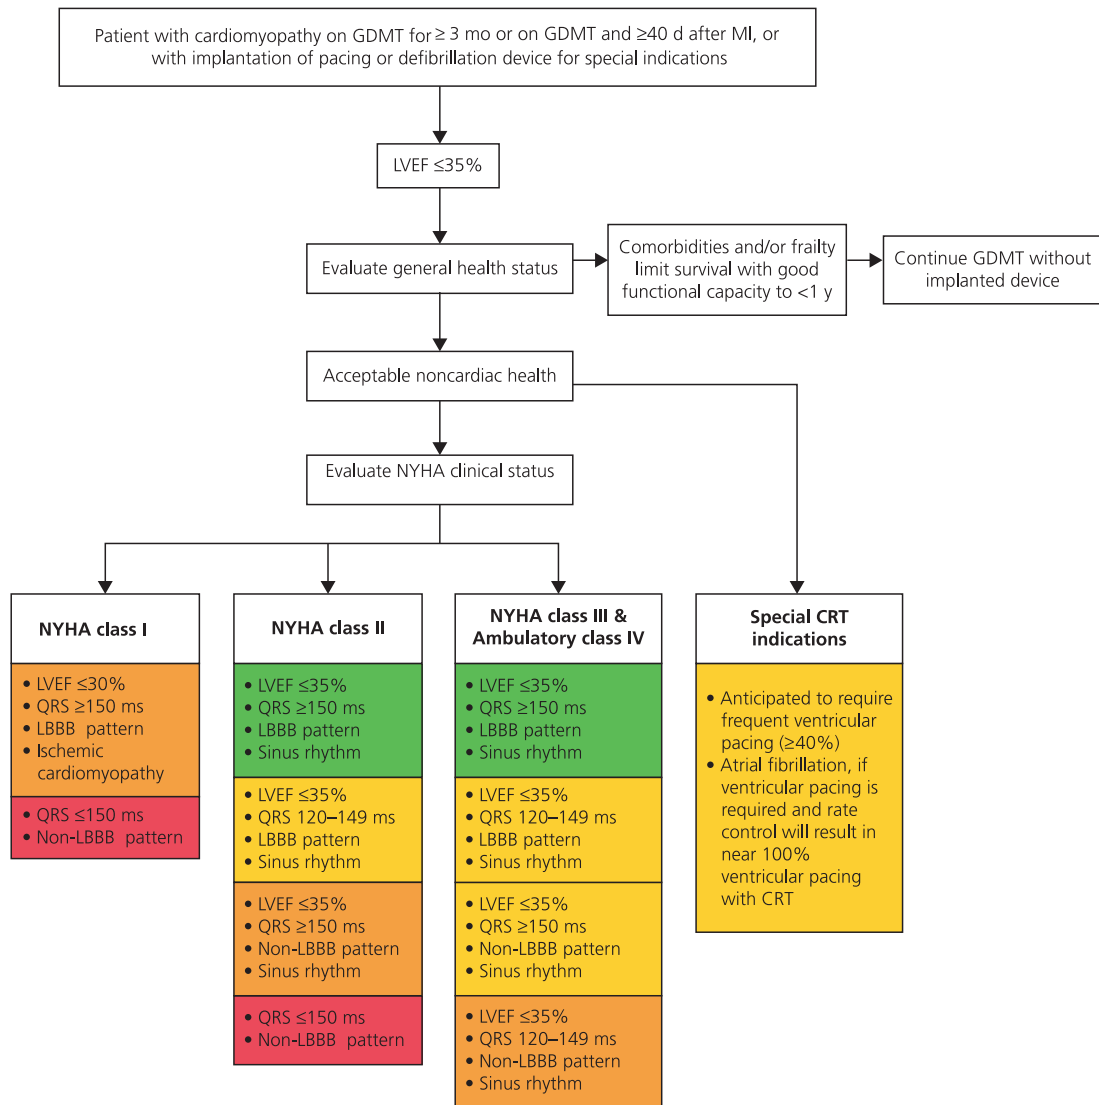 Patient with cardiomyopathy on GDMT for ≥ 3 mo or on GDMT and ≥40 d after MI, or
with implantation of pacing or defibrillation device for special indications
LVEF ≤35%
Evaluate general health status
Comorbidities and/or frailty
limit survival with good
functional capacity to <1 y
Continue GDMT without
implanted device
Acceptable noncardiac health
Evaluate NYHA clinical status
NYHA class I
• LVEF ≤30%
• QRS ≥150 ms
• LBBB pattern
• Ischemic
cardiomyopathy
• QRS ≤150 ms
• Non-LBBB pattern
NYHA class II
• LVEF ≤35%
• QRS ≥150 ms
• LBBB pattern
• Sinus rhythm
• LVEF ≤35%
• QRS 120–149 ms
• LBBB pattern
• Sinus rhythm
• LVEF ≤35%
• QRS ≥150 ms
• Non-LBBB pattern
• Sinus rhythm
• QRS ≤150 ms
• Non-LBBB pattern
NYHA class III &
Ambulatory class IV
• LVEF ≤35%
• QRS ≥150 ms
• LBBB pattern
• Sinus rhythm
• LVEF ≤35%
• QRS 120–149 ms
• LBBB pattern
• Sinus rhythm
• LVEF ≤35%
• QRS ≥150 ms
• Non-LBBB pattern
• Sinus rhythm
• LVEF ≤35%
• QRS 120–149 ms
• Non-LBBB pattern
• Sinus rhythm
Special CRT
indications
• Anticipated to require
frequent ventricular
pacing (≥40%)
• Atrial fibrillation, if
ventricular pacing is
required and rate
control will result in
near 100%
ventricular pacing
with CRT